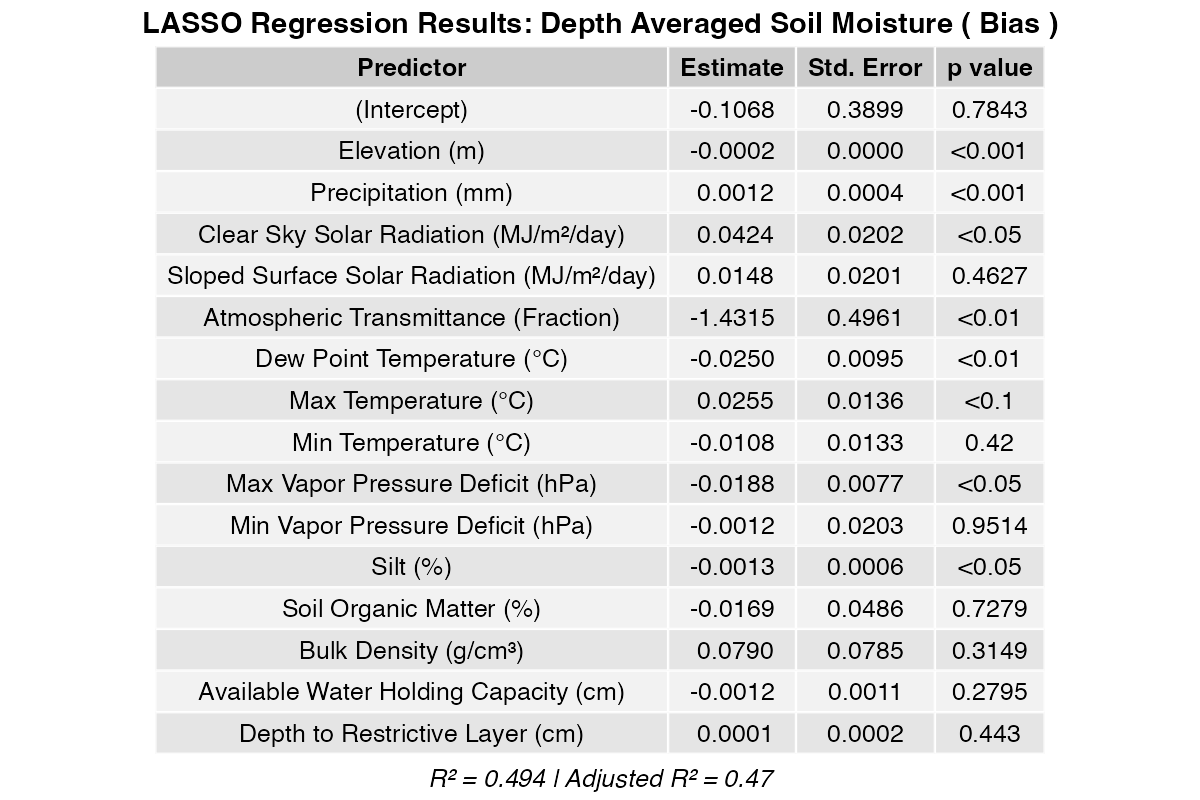 LASSO Regression Results: Depth Averaged Soil Moisture ( Bias )
Predictor Estimate Std. Error p value
(Intercept) -0.1068 0.3899 0.7843
Elevation (m) -0.0002 0.0000 <0.001
Precipitation (mm) 0.0012 0.0004 <0.001
Clear Sky Solar Radiation (MJ/m²/day) 0.0424 0.0202 <0.05
Sloped Surface Solar Radiation (MJ/m²/day) 0.0148 0.0201 0.4627
Atmospheric Transmittance (Fraction) -1.4315 0.4961 <0.01
Dew Point Temperature (°C) -0.0250 0.0095 <0.01
Max Temperature (°C) 0.0255 0.0136 <0.1
Min Temperature (°C) -0.0108 0.0133 0.42
Max Vapor Pressure Deficit (hPa) -0.0188 0.0077 <0.05
Min Vapor Pressure Deficit (hPa) -0.0012 0.0203 0.9514
Silt (%) -0.0013 0.0006 <0.05
Soil Organic Matter (%) -0.0169 0.0486 0.7279
Bulk Density (g/cm³) 0.0790 0.0785 0.3149
Available Water Holding Capacity (cm) -0.0012 0.0011 0.2795
Depth to Restrictive Layer (cm) 0.0001 0.0002 0.443
R² = 0.494 | Adjusted R² = 0.47